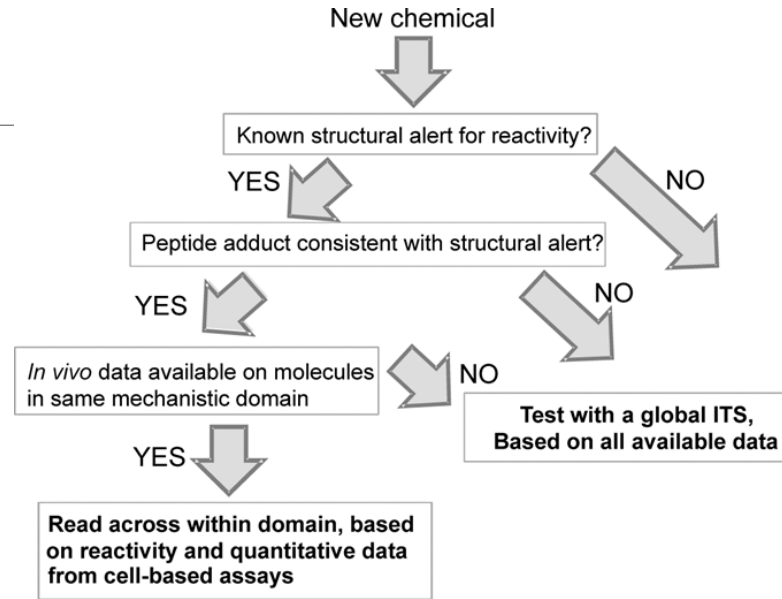 New chemical
Known structural alert for reactivity?
YES
NO
Peptide adduct consistent with structural alert?
YES
NO
In vivo data available on molecules
in same mechanistic domain
NO
Test with a global ITS,
Based on all available data
YES
Read across within domain, based
on reactivity and quantitative data
from cell-based assays